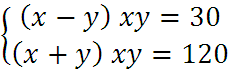 (x − y) xy = 30
(x + y) xy = 120